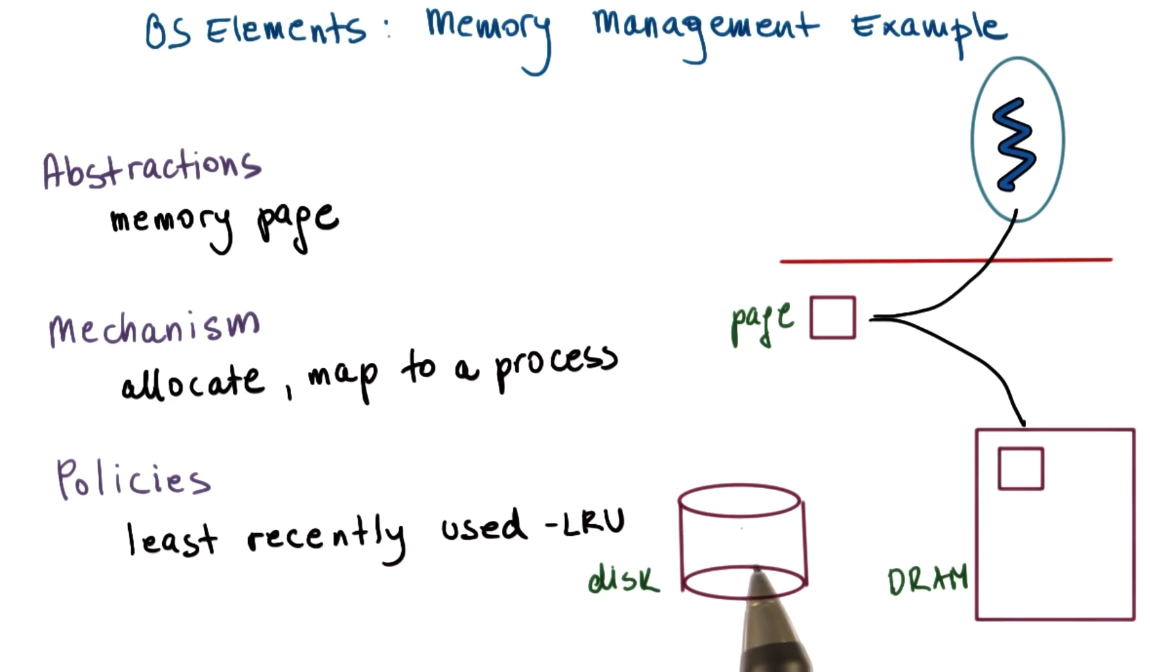 OS Elements: Memory Management Example
Abstractions
memory page
Mechanism
allocate, map to a process
Policies
least recently used -LRU
page
disk
DRAM